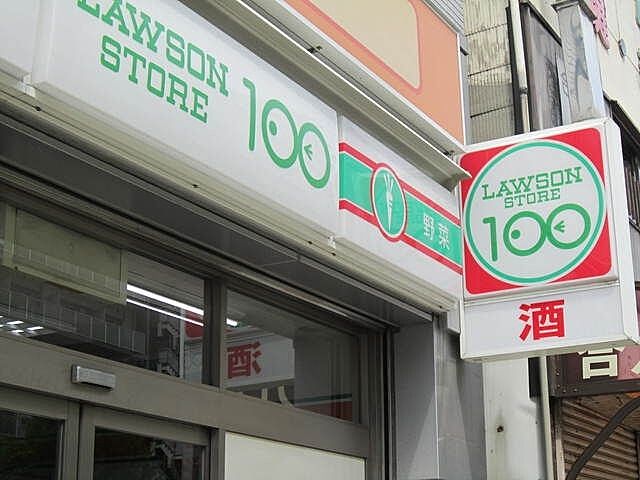 LAWSON
STORE 100
野菜
LAWSON
STORE
100
酒
酒